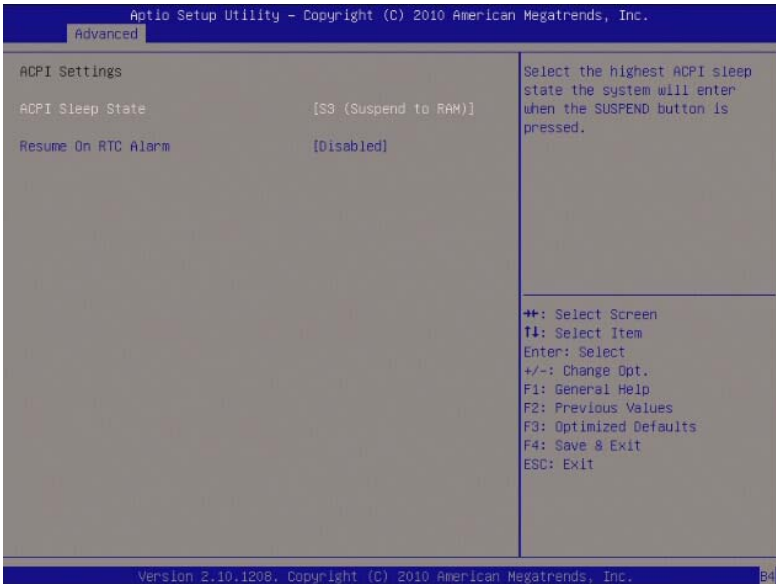 Aptio Setup Utility – Copyright (C) 2010 American Megatrends, Inc.
Advanced
ACPI Settings
ACPI Sleep State [S3 (Suspend to RAM)]
Resume On RTC Alarm [Disabled]
Select the highest ACPI sleep
state the system will enter
when the SUSPEND button is
pressed.
→←: Select Screen
↑↓: Select Item
Enter: Select
+/-: Change Opt.
F1: General Help
F2: Previous Values
F3: Optimized Defaults
F4: Save & Exit
ESC: Exit
Version 2.10.1208. Copyright (C) 2010 American Megatrends, Inc.
B4